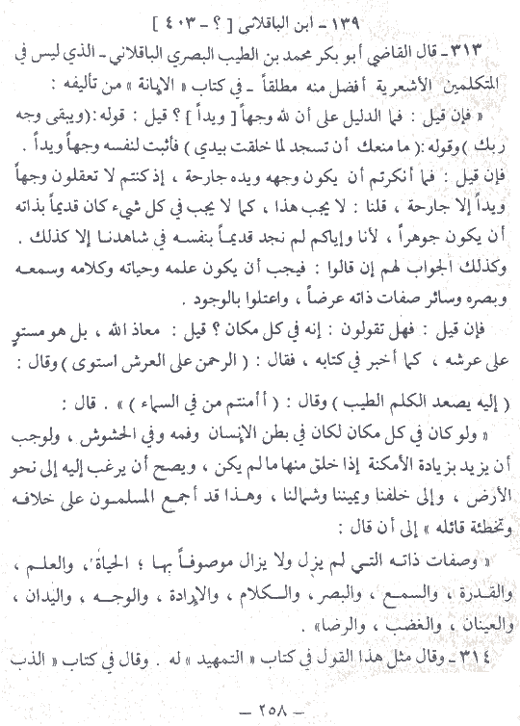 ١٣٩ - ابن الباقلانى [ ؟ - ٤٠٣ ]
٣١٣ - قال القاضي أبو بكر محمد بن الطيب البصري الباقلاني - الذي ليس في
المتكلمين الأشعرية أفضل منه مطلقاً - في كتاب « الإبانة » من تأليفه :
« فإن قيل : فما الدليل على أن لله وجهاً [ ويداً ] ؟ قيل : قوله : (ويبقى وجه
ربك ) وقوله : ( ما منعك أن تسجد لما خلقت بيدي ) فأثبت لنفسه وجهاً ويداً .
فإن قيل : فما أنكرتم أن يكون وجهه ويده جارحة ، إذ كنتم لا تعقلون وجهاً
ويداً إلا جارحة ، قلنا : لا يجب هذا ، كما لا يجب في كل شيء كان قديماً بذاته
أن يكون جوهراً ، لأنا وإياكم لم نجد قديماً بنفسه في شاهدنا إلا كذلك .
وكذلك الجواب لهم إن قالوا : فيجب أن يكون علمه وحياته وكلامه وسمعه
وبصره وسائر صفات ذاته عرضاً ، واعتلوا بالوجود .
فإن قيل : فهل تقولون : إنه في كل مكان ؟ قيل : معاذ الله ، بل هو مستوٍ
على عرشه ، كما أخبر في كتابه ، فقال : ( الرحمن على العرش استوى ) وقال :
( إليه يصعد الكلم الطيب ) وقال : ( أأمنتم من في السماء ) » . قال :
« ولو كان في كل مكان لكان في بطن الإنسان وفمه وفي الحشوش ، ولوجب
أن يزيد بزيادة الأمكنة إذا خلق منها ما لم يكن ، ويصح أن يرغب إليه إلى نحو
الأرض ، وإلى خلفنا ويميننا وشمالنا ، وهذا قد أجمع المسلمون على خلافه
وتخطئة قائله » إلى أن قال :
« وصفات ذاته التي لم يزل ولا يزال موصوفاً بها ؛ الحياة ، والعلم ،
والقدرة ، والسمع ، والبصر ، والكلام ، والإرادة ، والوجه ، واليدان ،
والعينان ، والغضب ، والرضا» .
٣١٤ - وقال مثل هذا القول في كتاب « التمهيد » له . وقال في كتاب « الذب
- ٢٥٨ -